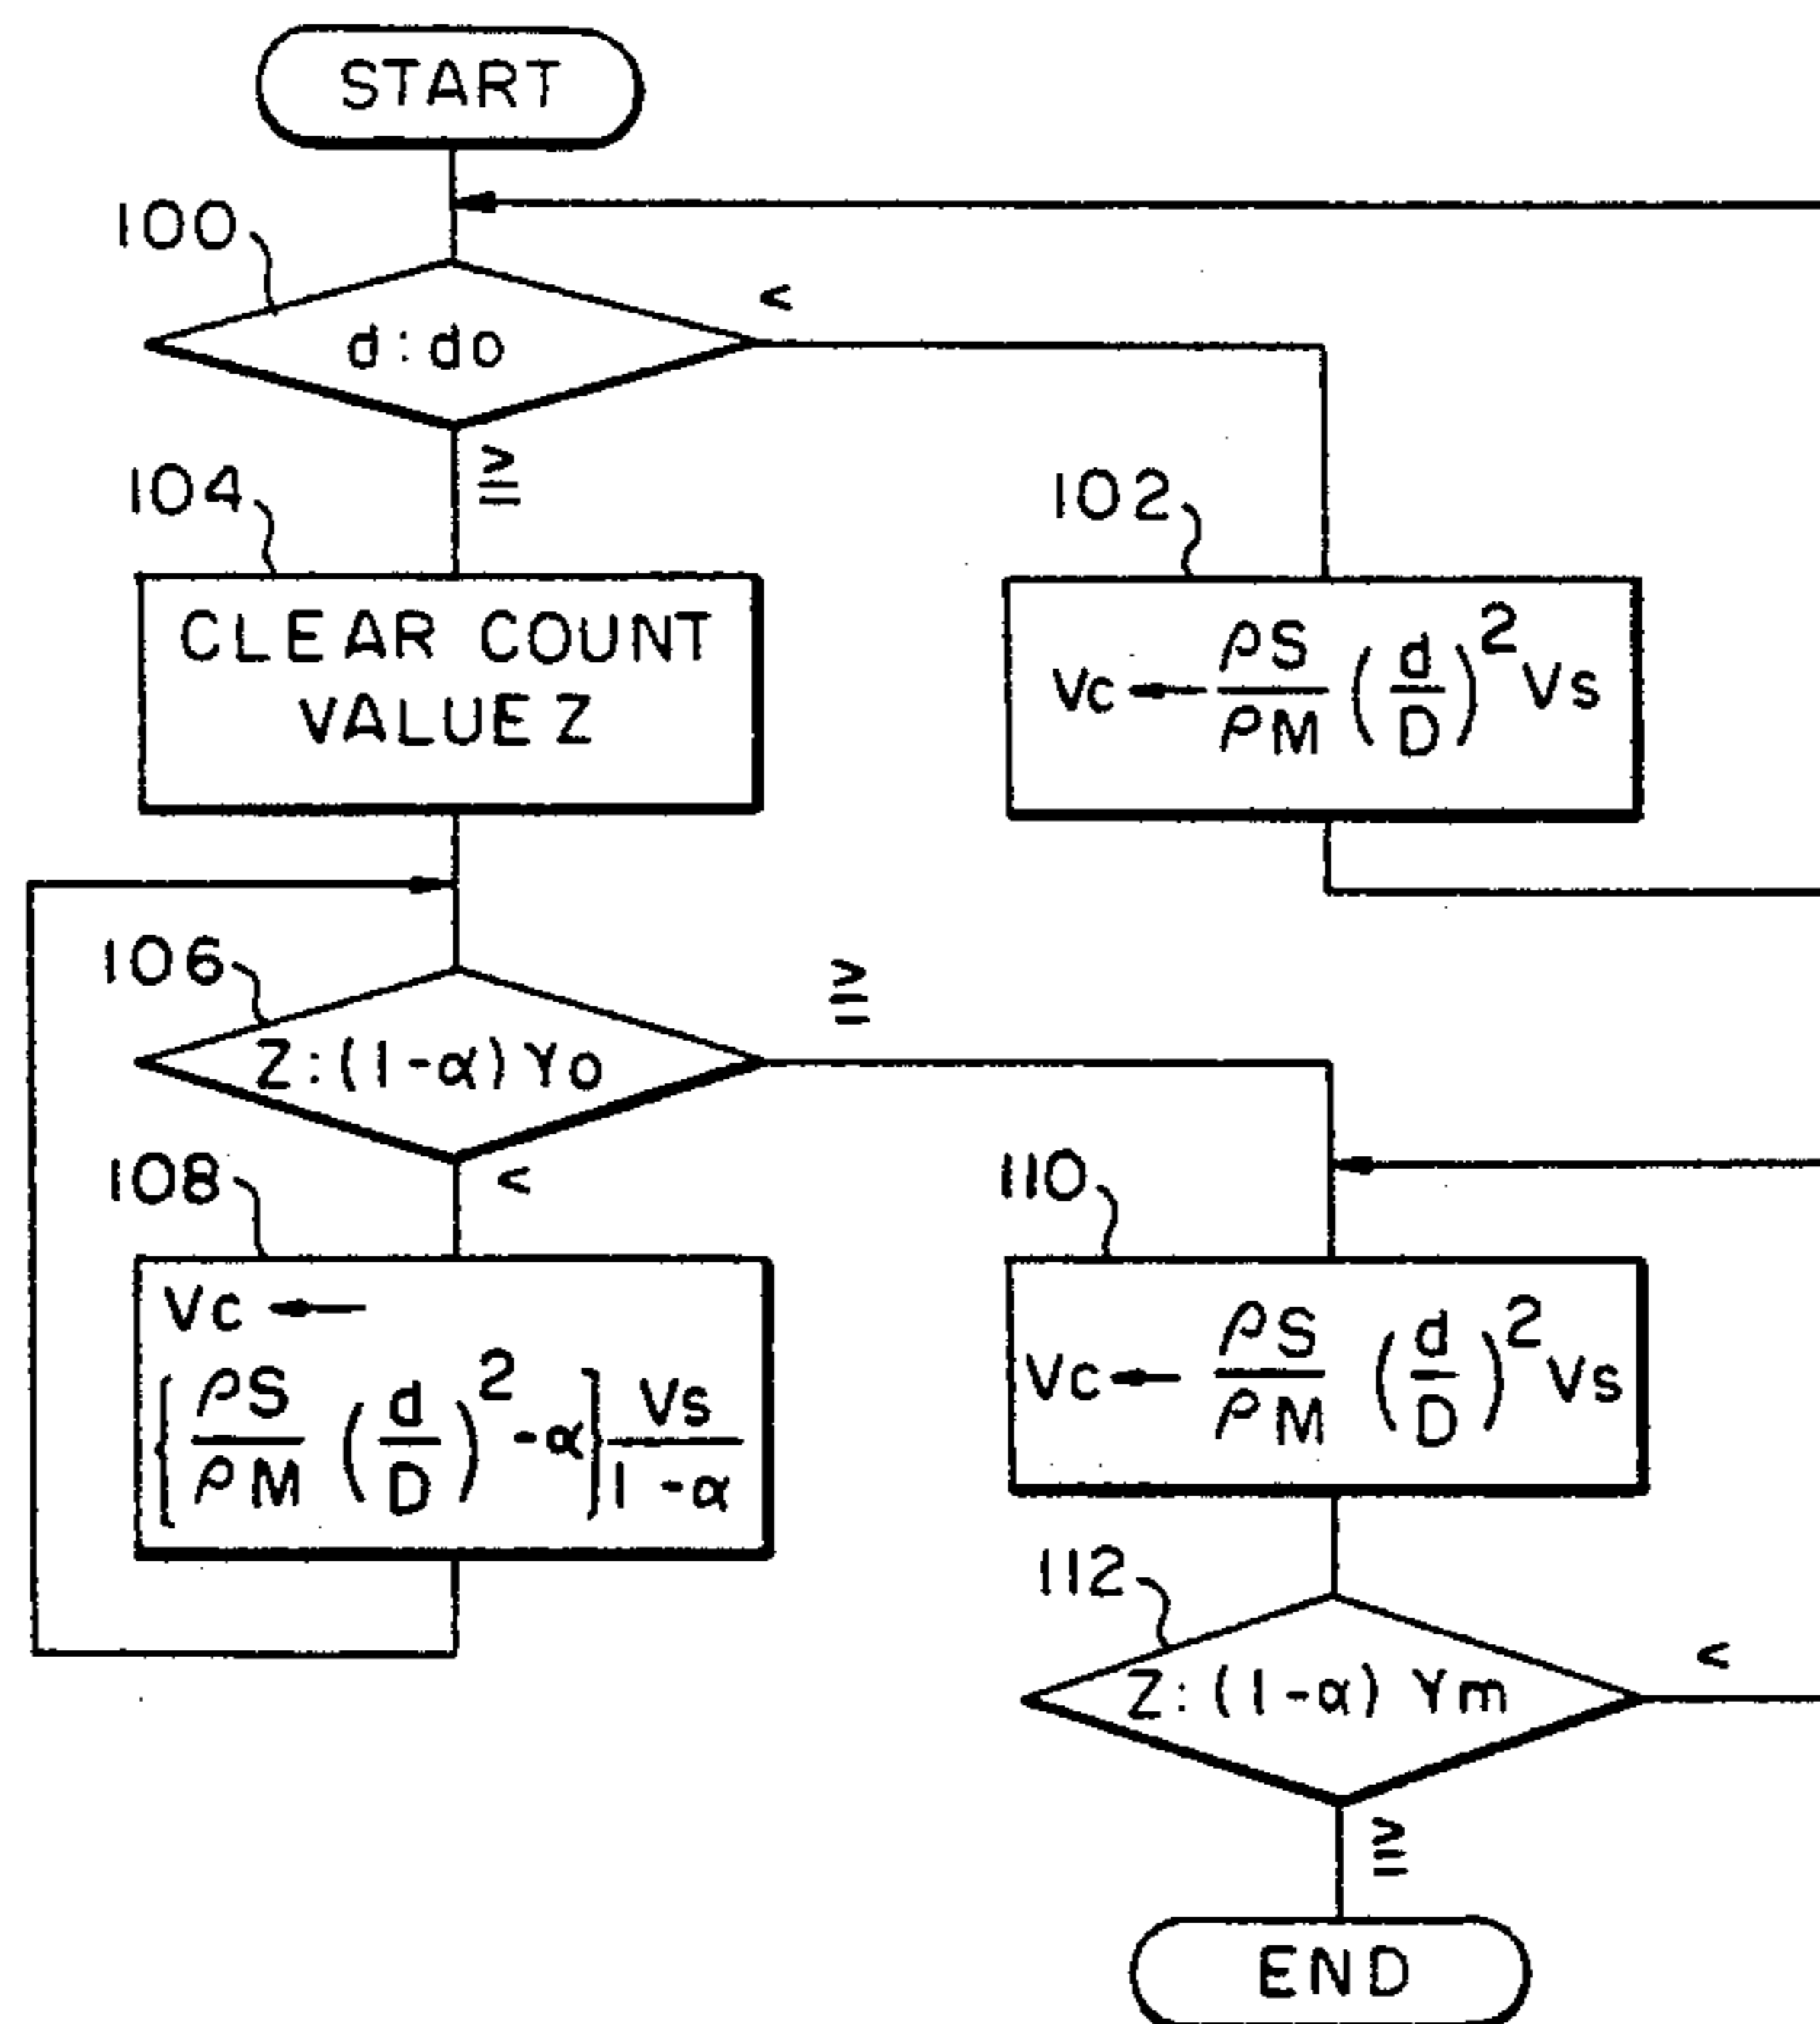 START
100
<
d:do
≧
104
102
CLEAR COUNT
VALUE Z
Vc ← ρS/ρM (d/D)² Vs
106
≧
Z:(1-α)Yo
108
<
110
Vc ←
{ρS/ρM (d/D)² -α} Vs/1-α
Vc ← ρS/ρM (d/D)² Vs
112
<
Z:(1-α) Ym
≧
END